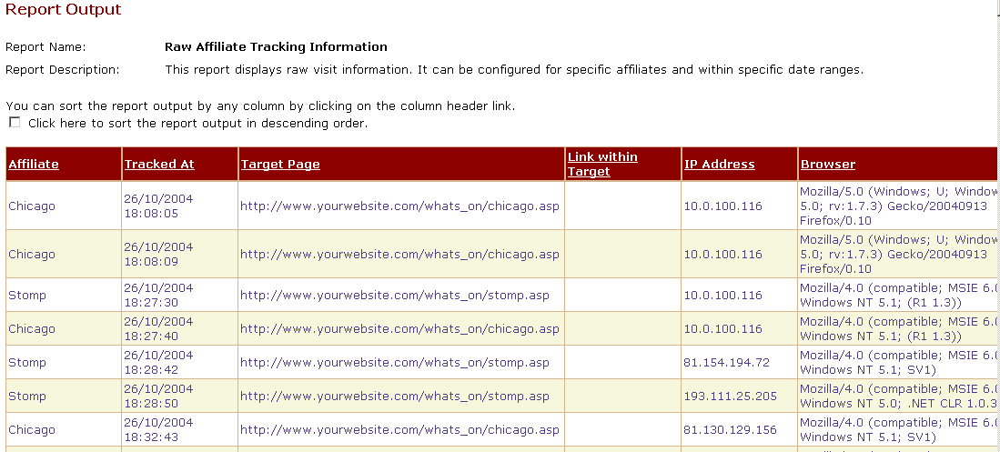 Report Output
Report Name: Raw Affiliate Tracking Information
Report Description: This report displays raw visit information. It can be configured for specific affiliates and within specific date ranges.
You can sort the report output by any column by clicking on the column header link.
Click here to sort the report output in descending order.
Affiliate Tracked At Target Page Link within Target IP Address Browser
Chicago 26/10/2004 18:08:05 http://www.yourwebsite.com/whats_on/chicago.asp 10.0.100.116 Mozilla/5.0 (Windows; U; Window
5.0; rv:1.7.3) Gecko/20040913
Firefox/0.10
Chicago 26/10/2004 18:08:09 http://www.yourwebsite.com/whats_on/chicago.asp 10.0.100.116 Mozilla/5.0 (Windows; U; Window
5.0; rv:1.7.3) Gecko/20040913
Firefox/0.10
Stomp 26/10/2004 18:27:30 http://www.yourwebsite.com/whats_on/stomp.asp 10.0.100.116 Mozilla/4.0 (compatible; MSIE 6.0
Windows NT 5.1; (R1 1.3))
Chicago 26/10/2004 18:27:40 http://www.yourwebsite.com/whats_on/chicago.asp 10.0.100.116 Mozilla/4.0 (compatible; MSIE 6.0
Windows NT 5.1; (R1 1.3))
Stomp 26/10/2004 18:28:42 http://www.yourwebsite.com/whats_on/stomp.asp 81.154.194.72 Mozilla/4.0 (compatible; MSIE 6.0
Windows NT 5.1; SV1)
Stomp 26/10/2004 18:28:50 http://www.yourwebsite.com/whats_on/stomp.asp 193.111.25.205 Mozilla/4.0 (compatible; MSIE 6.0
Windows NT 5.0; .NET CLR 1.0.3
Chicago 26/10/2004 18:32:43 http://www.yourwebsite.com/whats_on/chicago.asp 81.130.129.156 Mozilla/4.0 (compatible; MSIE 6.0
Windows NT 5.1; SV1)